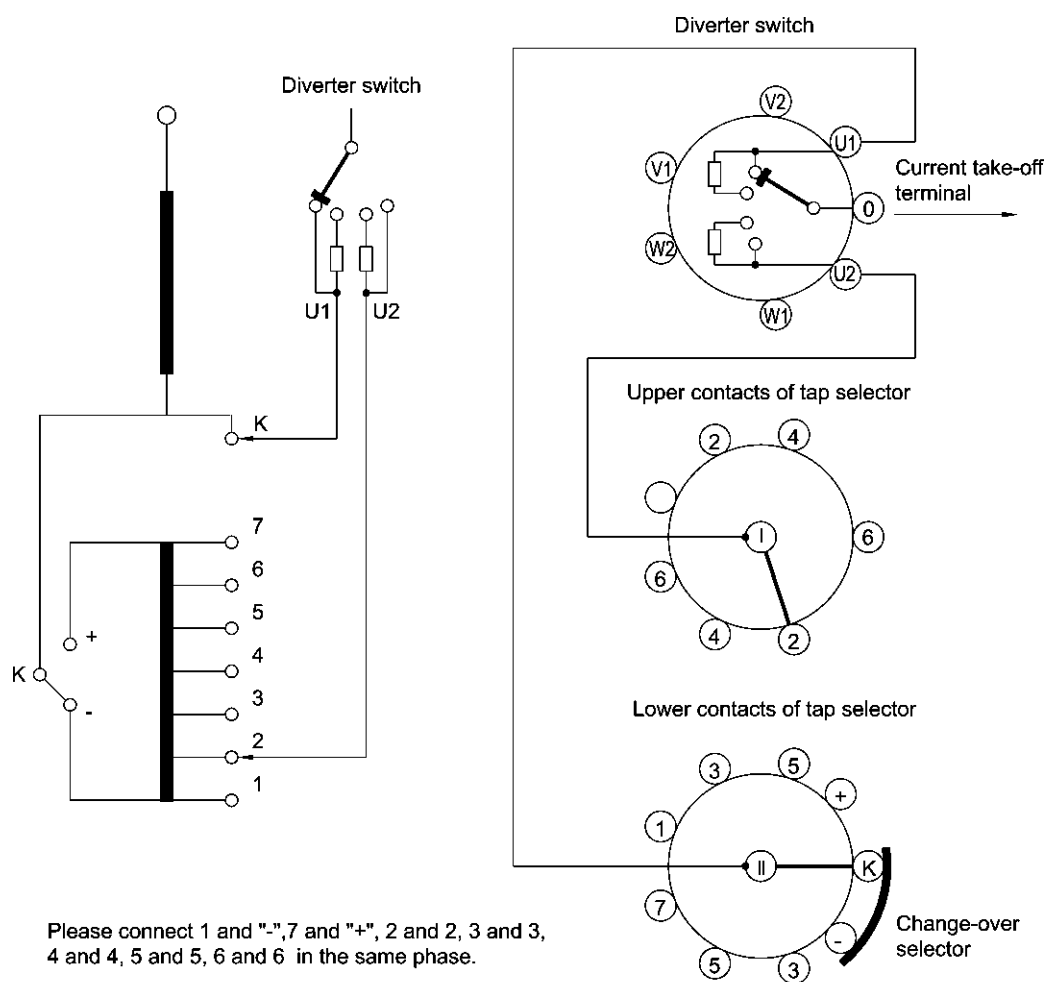 Diverter switch
U1
U2
K
7
6
5
4
3
2
1
+
K
-
Diverter switch
V2
U1
V1
0
W2
U2
W1
Current take-off
terminal
Upper contacts of tap selector
2
4
I
6
6
4
2
Lower contacts of tap selector
3
5
+
1
II
K
7
-
5
3
Change-over
selector
Please connect 1 and "-",7 and "+", 2 and 2, 3 and 3,
4 and 4, 5 and 5, 6 and 6 in the same phase.